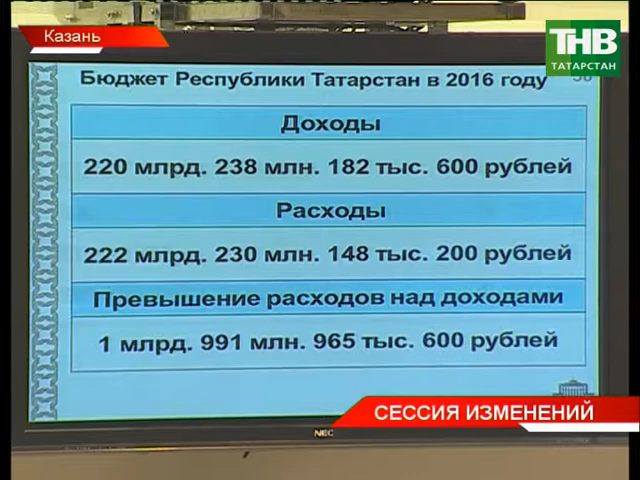 Казань
ТНВ
ТАТАРСТАН
Бюджет Республики Татарстан в 2016 году
Доходы
220 млрд. 238 млн. 182 тыс. 600 рублей
Расходы
222 млрд. 230 млн. 148 тыс. 200 рублей
Превышение расходов над доходами
1 млрд. 991 млн. 965 тыс. 600 рублей
СЕССИЯ ИЗМЕНЕНИЙ
NEC